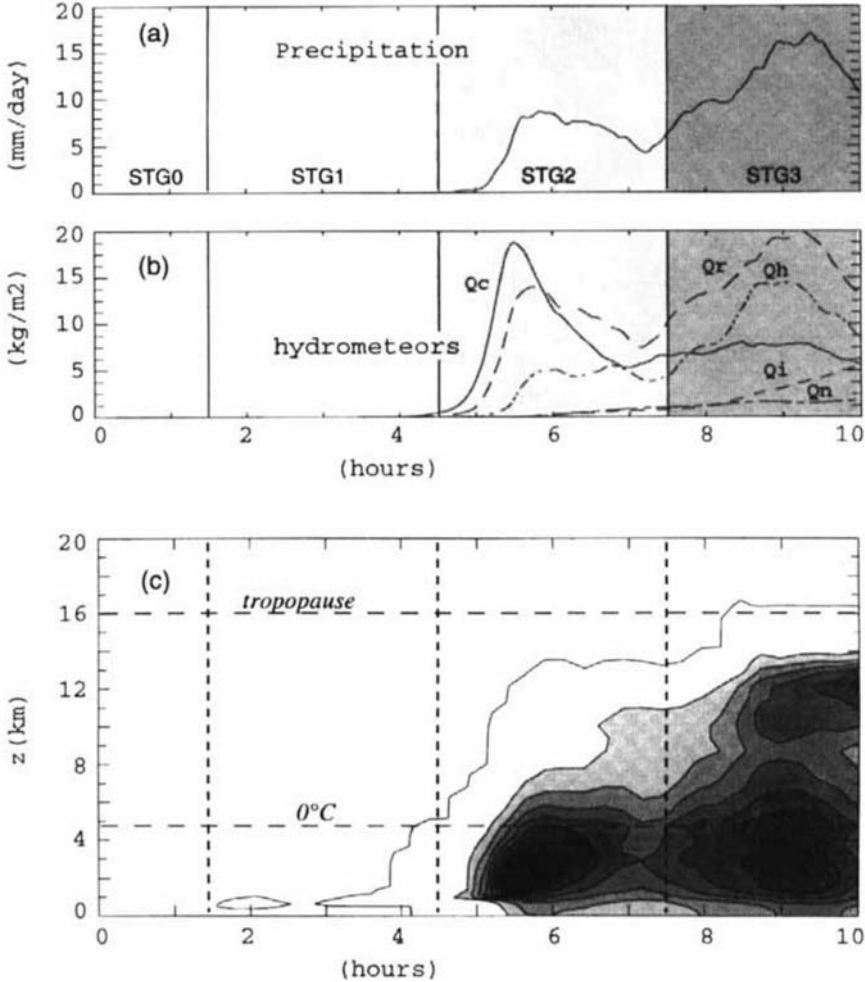 20
(a)
Precipitation
15
10
5
0
(mm/day)
STG0 STG1 STG2 STG3
20
(b)
Qc Qr Qh
15
10
hydrometeors
5
Qi
Qn
0
(kg/m2)
0 2 4 6 8 10
(hours)
20
(c)
16
tropopause
12
8
0°C
4
0
z (km)
0 2 4 6 8 10
(hours)